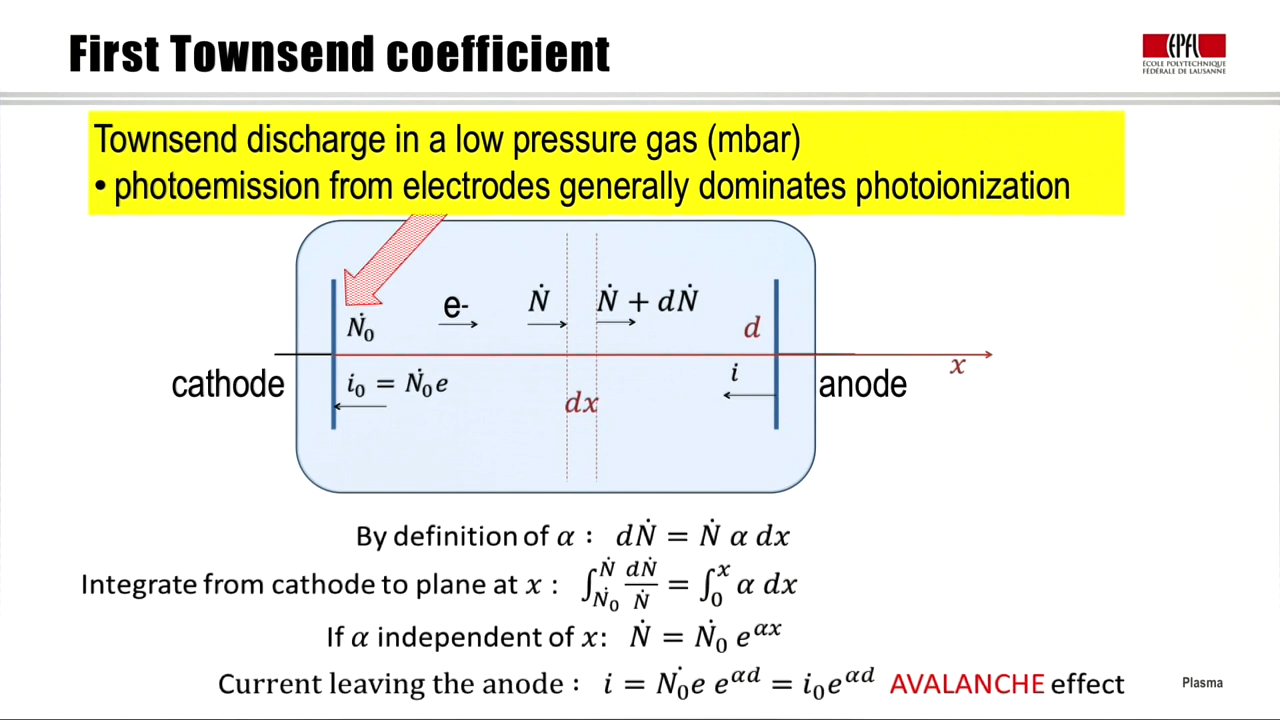 First Townsend coefficient
EPFL
ÉCOLE POLYTECHNIQUE
FÉDÉRALE DE LAUSANNE
Townsend discharge in a low pressure gas (mbar)
• photoemission from electrodes generally dominates photoionization
Ṅ₀
e-
Ṅ
Ṅ + dṄ
d
cathode
i₀ = Ṅ₀e
dx
i
anode
x
By definition of α : dṄ = Ṅ α dx
Integrate from cathode to plane at x : ∫_{Ṅ₀}^{Ṅ} dṄ/Ṅ = ∫_0^x α dx
If α independent of x: Ṅ = Ṅ₀ e^{αx}
Current leaving the anode : i = Ṅ₀e e^{αd} = i₀e^{αd} AVALANCHE effect
Plasma